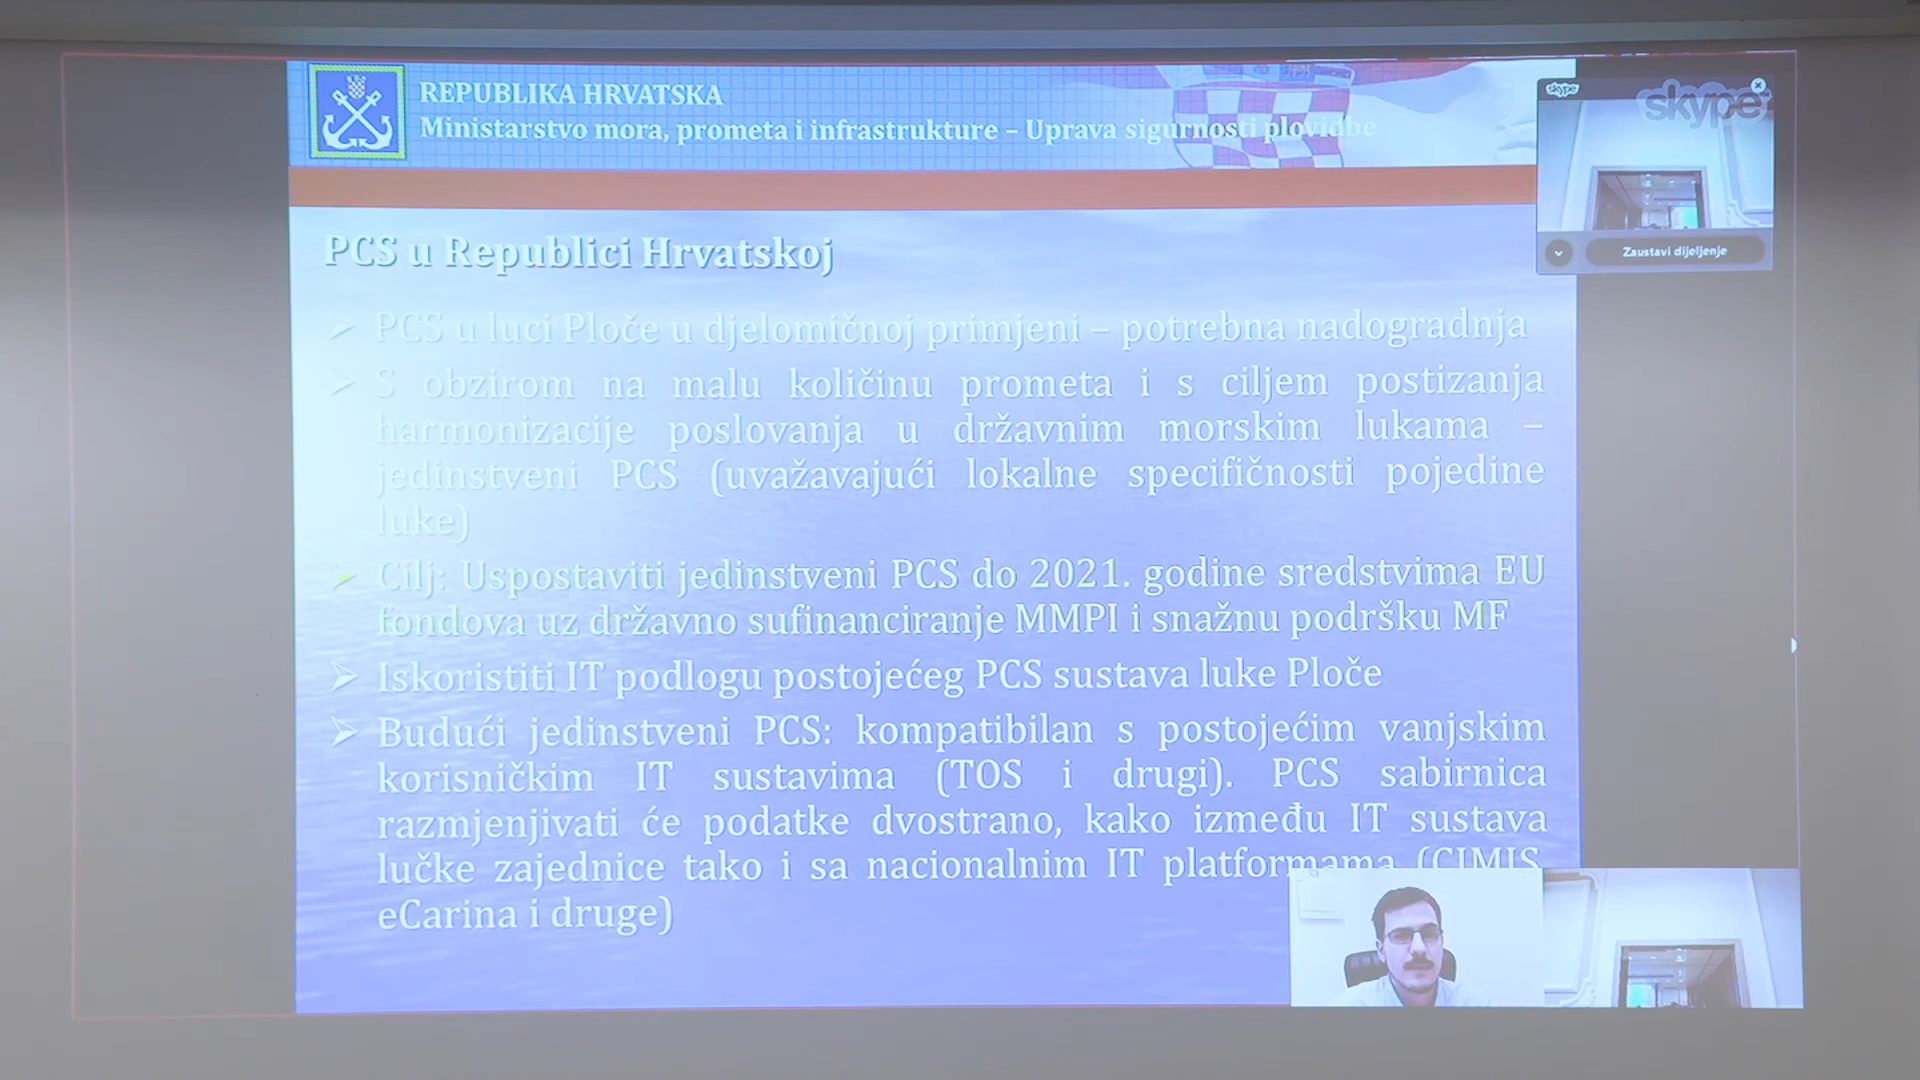 REPUBLIKA HRVATSKA
Ministarstvo mora, prometa i infrastrukture – Uprava sigurnosti plovidbe
skype
skype
Zaustavi dijeljenje
PCS u Republici Hrvatskoj
PCS u luci Ploče u djelomičnoj primjeni – potrebna nadogradnja
S obzirom na malu količinu prometa i s ciljem postizanja
harmonizacije poslovanja u državnim morskim lukama –
jedinstveni PCS (uvažavajući lokalne specifičnosti pojedine
luke)
Cilj: Uspostaviti jedinstveni PCS do 2021. godine sredstvima EU
fondova uz državno sufinanciranje MMPI i snažnu podršku MF
Iskoristiti IT podlogu postojećeg PCS sustava luke Ploče
Budući jedinstveni PCS: kompatibilan s postojećim vanjskim
korisničkim IT sustavima (TOS i drugi). PCS sabirnica
razmjenjivati će podatke dvostrano, kako između IT sustava
lučke zajednice tako i sa nacionalnim IT platformama (CIMIS,
eCarina i druge)